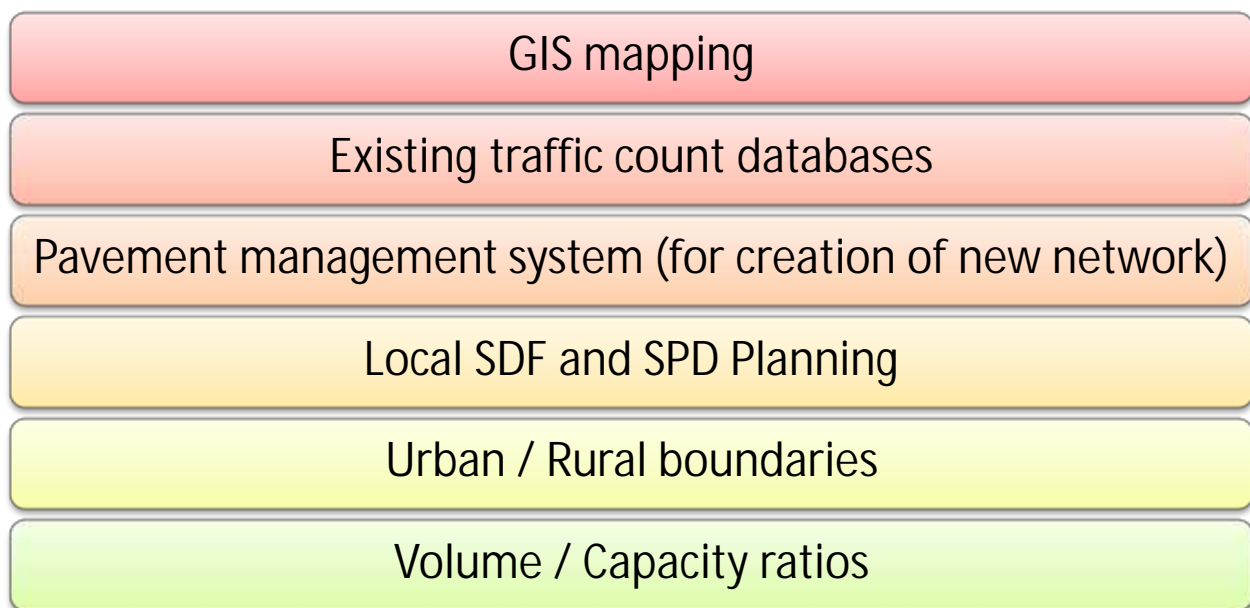 GIS mapping
Existing traffic count databases
Pavement management system (for creation of new network)
Local SDF and SPD Planning
Urban / Rural boundaries
Volume / Capacity ratios